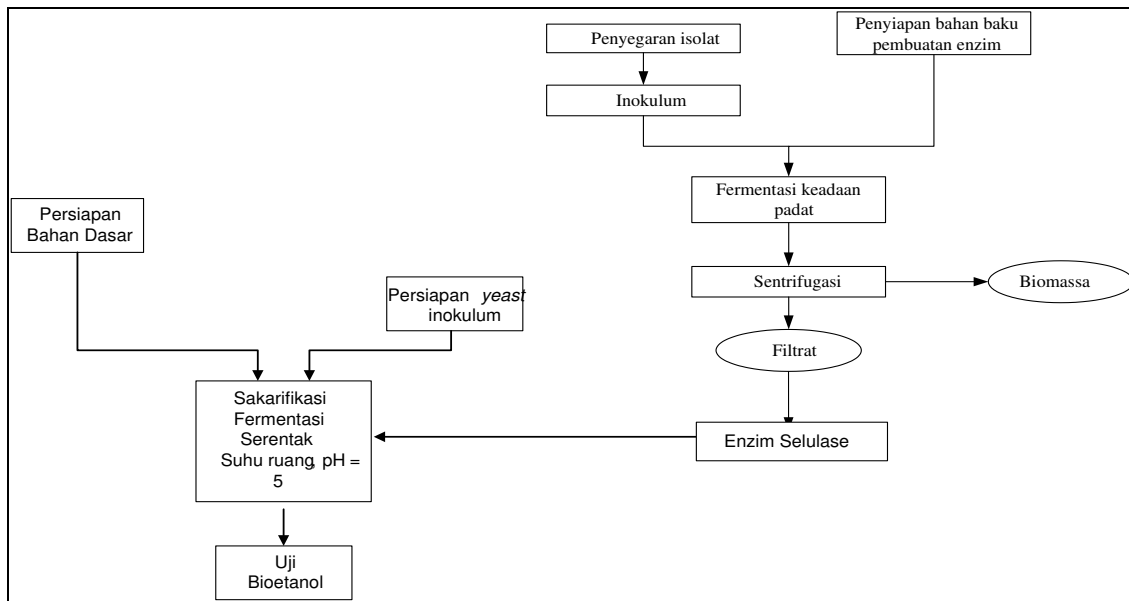 Penyegaran isolat
Penyiapan bahan baku
pembuatan enzim
Inokulum
Fermentasi keadaan
padat
Persiapan
Bahan Dasar
Sentrifugasi
Biomassa
Persiapan yeast
inokulum
Filtrat
Sakarifikasi
Fermentasi
Serentak
Suhu ruang, pH =
5
Enzim Selulase
Uji
Bioetanol